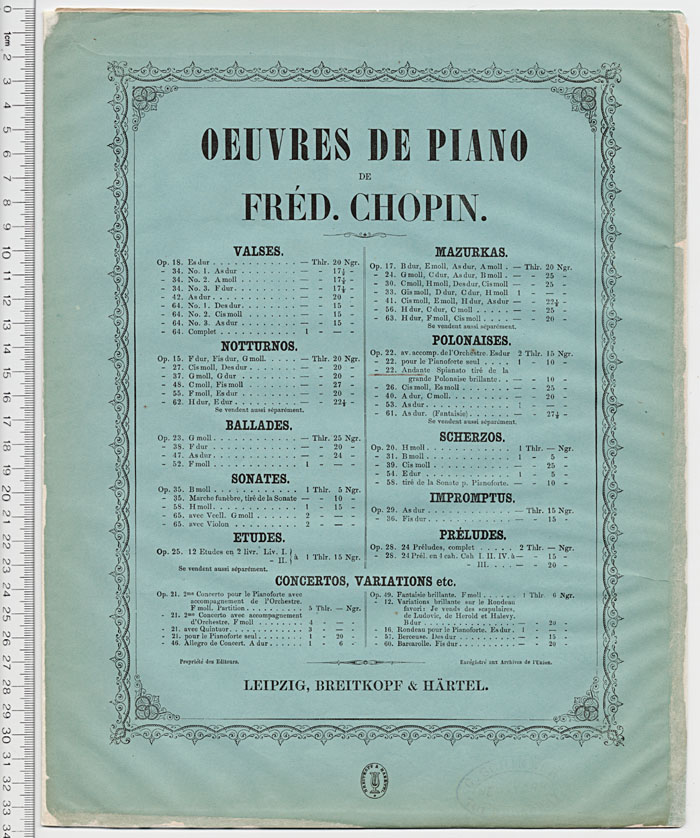 OEUVRES DE PIANO
DE
FRÉD. CHOPIN.
VALSES.
Op. 18. Es dur — Thlr. 20 Ngr.
- 34. No. 1. As dur — - 17½ -
- 34. No. 2. A moll — - 17½ -
- 34. No. 3. F dur — - 17½ -
- 42. As dur — - 20 -
- 64. No. 1. Des dur — - 15 -
- 64. No. 2. Cis moll — - 15 -
- 64. No. 3. As dur — - 15 -
- 64. Complet 1 - — -
NOTTURNOS.
Op. 15. F dur, Fis dur, G moll — Thlr. 20 Ngr.
- 27. Cis moll, Des dur — - 20 -
- 37. G moll, G dur — - 20 -
- 48. C moll, Fis moll — - 27 -
- 55. F moll, Es dur — - 20 -
- 62. H dur, E dur — - 22½ -
Se vendent aussi séparément.
BALLADES.
Op. 23. G moll — Thlr. 25 Ngr.
- 38. F dur — - 20 -
- 47. As dur — - 24 -
- 52. F moll 1 - — -
SONATES.
Op. 35. B moll 1 Thlr. 5 Ngr.
- 35. Marche funèbre, tiré de la Sonate — - 10 -
- 58. H moll 1 - 15 -
- 65. avec Vcell. G moll 2 - — -
- 65. avec Violon 2 - — -
ETUDES.
Op. 25. 12 Etudes en 2 livr. Liv. I.
- II. } à 1 Thlr. 15 Ngr.
Se vendent aussi séparément.
MAZURKAS.
Op. 17. B dur, E moll, As dur, A moll — Thlr. 20 Ngr.
- 24. G moll, C dur, As dur, B moll — - 25 -
- 30. C moll, H moll, Des dur, Cis moll — - 25 -
- 33. Gis moll, D dur, C dur, H moll 1 - — -
- 41. Cis moll, E moll, H dur, As dur — - 22½ -
- 56. H dur, C dur, C moll — - 25 -
- 63. H dur, F moll, Cis moll — - 20 -
Se vendent aussi séparément.
POLONAISES.
Op. 22. av. accomp. de l'Orchestre. Es dur 2 Thlr. 15 Ngr.
- 22. pour le Pianoforte seul 1 - 10 -
- 22. Andante Spianato tiré de la
grande Polonaise brillante — - 10 -
- 26. Cis moll, Es moll — - 25 -
- 40. A dur, C moll — - 20 -
- 53. As dur 1 - — -
- 61. As dur. (Fantaisie) — - 27½ -
Se vendent aussi séparément.
SCHERZOS.
Op. 20. H moll 1 Thlr. — Ngr.
- 31. B moll 1 - 5 -
- 39. Cis moll — - 25 -
- 54. E dur 1 - 5 -
- 58. tiré de la Sonate p. Pianoforte. — - 10 -
IMPROMPTUS.
Op. 29. As dur — Thlr. 15 Ngr.
- 36. Fis dur — - 15 -
PRÉLUDES.
Op. 28. 24 Préludes, complet 2 Thlr. — Ngr.
- 28. 24 Prél. en 4 cah. Cah. I. II. IV. à — - 15 -
III. — - 20 -
CONCERTOS, VARIATIONS etc.
Op. 21. 2me Concerto pour le Pianoforte avec
accompagnement de l'Orchestre.
F moll. Partition 5 Thlr. — Ngr.
- 21. 2me Concerto avec accompagnement
d'Orchestre. F moll 4 - — -
- 21. avec Quintuor 3 - — -
- 21. pour le Pianoforte seul 1 - 20 -
- 46. Allegro de Concert. A dur 1 - 6 -
Op. 49. Fantaisie brillante. F moll 1 Thlr. 6 Ngr.
- 12. Variations brillante sur le Rondeau
favori: Je vends des scapulaires,
de Ludovic, de Herold et Halevy.
B dur — - 20 -
- 16. Rondeau pour le Pianoforte. Es dur 1 - — -
- 57. Berceuse. Des dur — - 15 -
- 60. Barcarolle. Fis dur — - 20 -
Propriété des Editeurs.
Enrégistré aux Archives de l'Union.
LEIPZIG, BREITKOPF & HÄRTEL.
BREITKOPF & HAERTEL